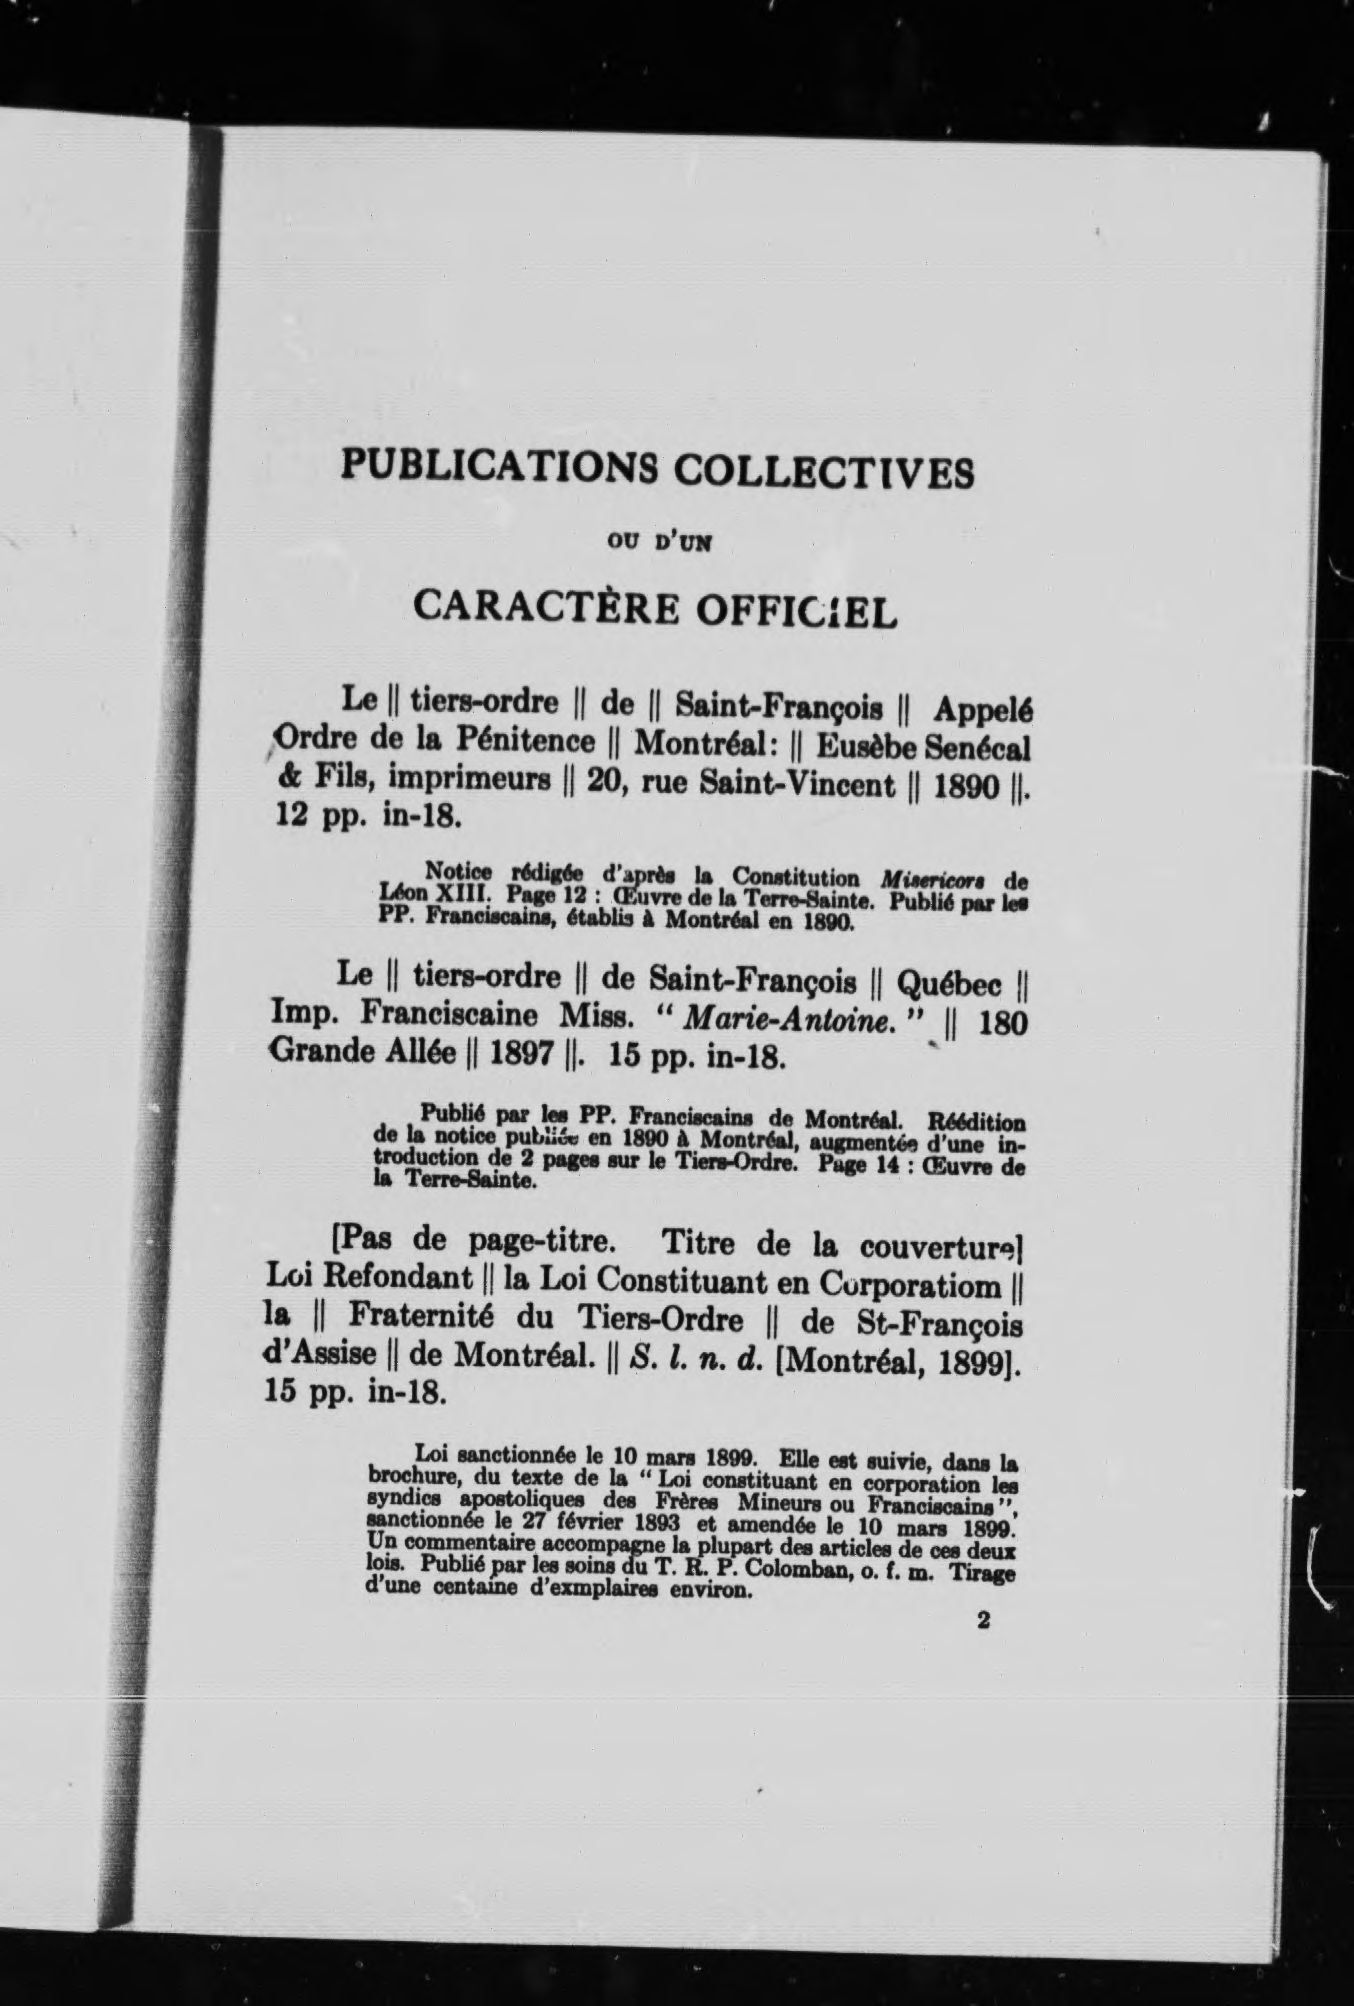 PUBLICATIONS COLLECTIVES
OU D'UN
CARACTÈRE OFFICIEL
Le || tiers-ordre || de || Saint-François || Appelé
Ordre de la Pénitence || Montréal: || Eusèbe Senécal
& Fils, imprimeurs || 20, rue Saint-Vincent || 1890 ||.
12 pp. in-18.
Notice rédigée d'après la Constitution Misericors de
Léon XIII. Page 12 : Œuvre de la Terre-Sainte. Publié par les
PP. Franciscains, établis à Montréal en 1890.
Le || tiers-ordre || de Saint-François || Québec ||
Imp. Franciscaine Miss. “ Marie-Antoine. ” || 180
Grande Allée || 1897 ||. 15 pp. in-18.
Publié par les PP. Franciscains de Montréal. Réédition
de la notice publiée en 1890 à Montréal, augmentée d'une in-
troduction de 2 pages sur le Tiers-Ordre. Page 14 : Œuvre de
la Terre-Sainte.
[Pas de page-titre. Titre de la couverture]
Loi Refondant || la Loi Constituant en Corporatiom ||
la || Fraternité du Tiers-Ordre || de St-François
d'Assise || de Montréal. || S. l. n. d. [Montréal, 1899].
15 pp. in-18.
Loi sanctionnée le 10 mars 1899. Elle est suivie, dans la
brochure, du texte de la “ Loi constituant en corporation les
syndics apostoliques des Frères Mineurs ou Franciscains ”,
sanctionnée le 27 février 1893 et amendée le 10 mars 1899.
Un commentaire accompagne la plupart des articles de ces deux
lois. Publié par les soins du T. R. P. Colomban, o. f. m. Tirage
d'une centaine d'exmplaires environ.
2